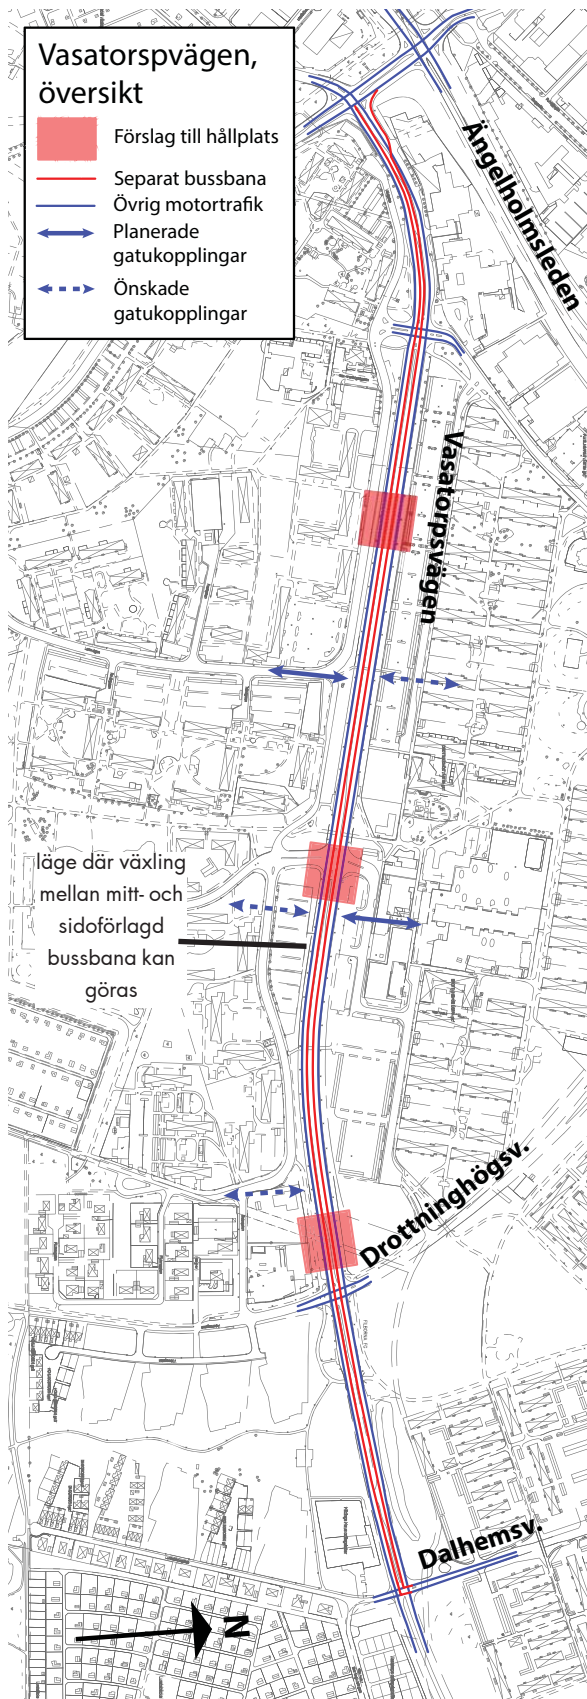 Vasatorspvägen,
översikt
Förslag till hållplats
Separat bussbana
Övrig motortrafik
Planerade
gatukopplingar
Önskade
gatukopplingar
Ängelholmsleden
Vasatorpsvägen
läge där växling
mellan mitt- och
sidoförlagd
bussbana kan
göras
Drottninghögsv.
Dalhemsv.
N